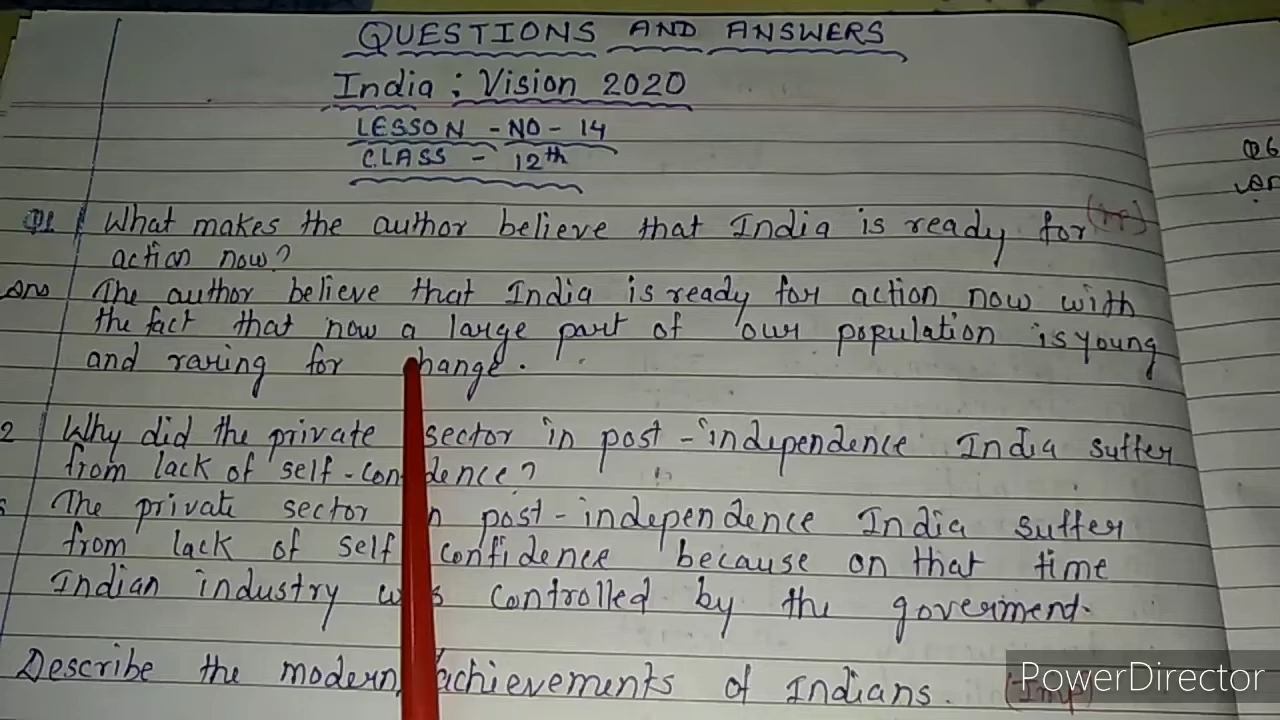 QUESTIONS AND ANSWERS
India : Vision 2020
LESSON - NO - 14
CLASS - 12th
Q1 What makes the author believe that India is ready for
action now?
Ans The author believe that India is ready for action now with
the fact that now a large part of our population is young
and raring for change.
2 Why did the private sector in post-independence India suffer
from lack of self-confidence?
s The private sector in post-independence India suffer
from lack of self confidence because on that time
Indian industry was controlled by the goverment.
Describe the modern achievements of Indians. (Imp)
Q6
PowerDirector